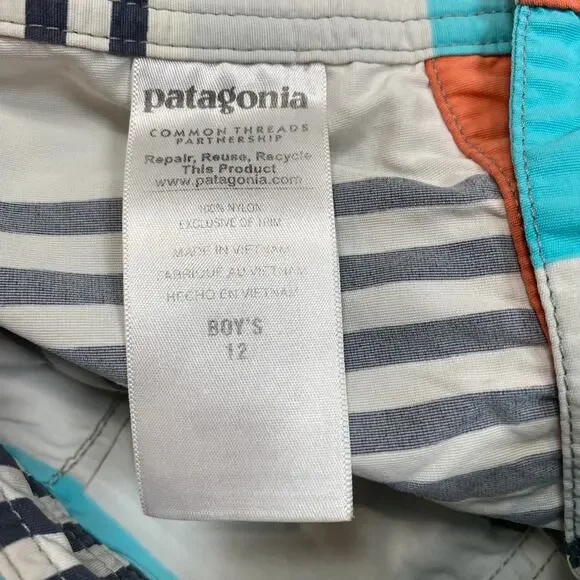 patagonia
COMMON THREADS
PARTNERSHIP
Repair, Reuse, Recycle
This Product
www.patagonia.com
100% NYLON
EXCLUSIVE OF TRIM
MADE IN VIETNAM
FABRIQUÉ AU VIETNAM
HECHO EN VIETNAM
BOY'S
12